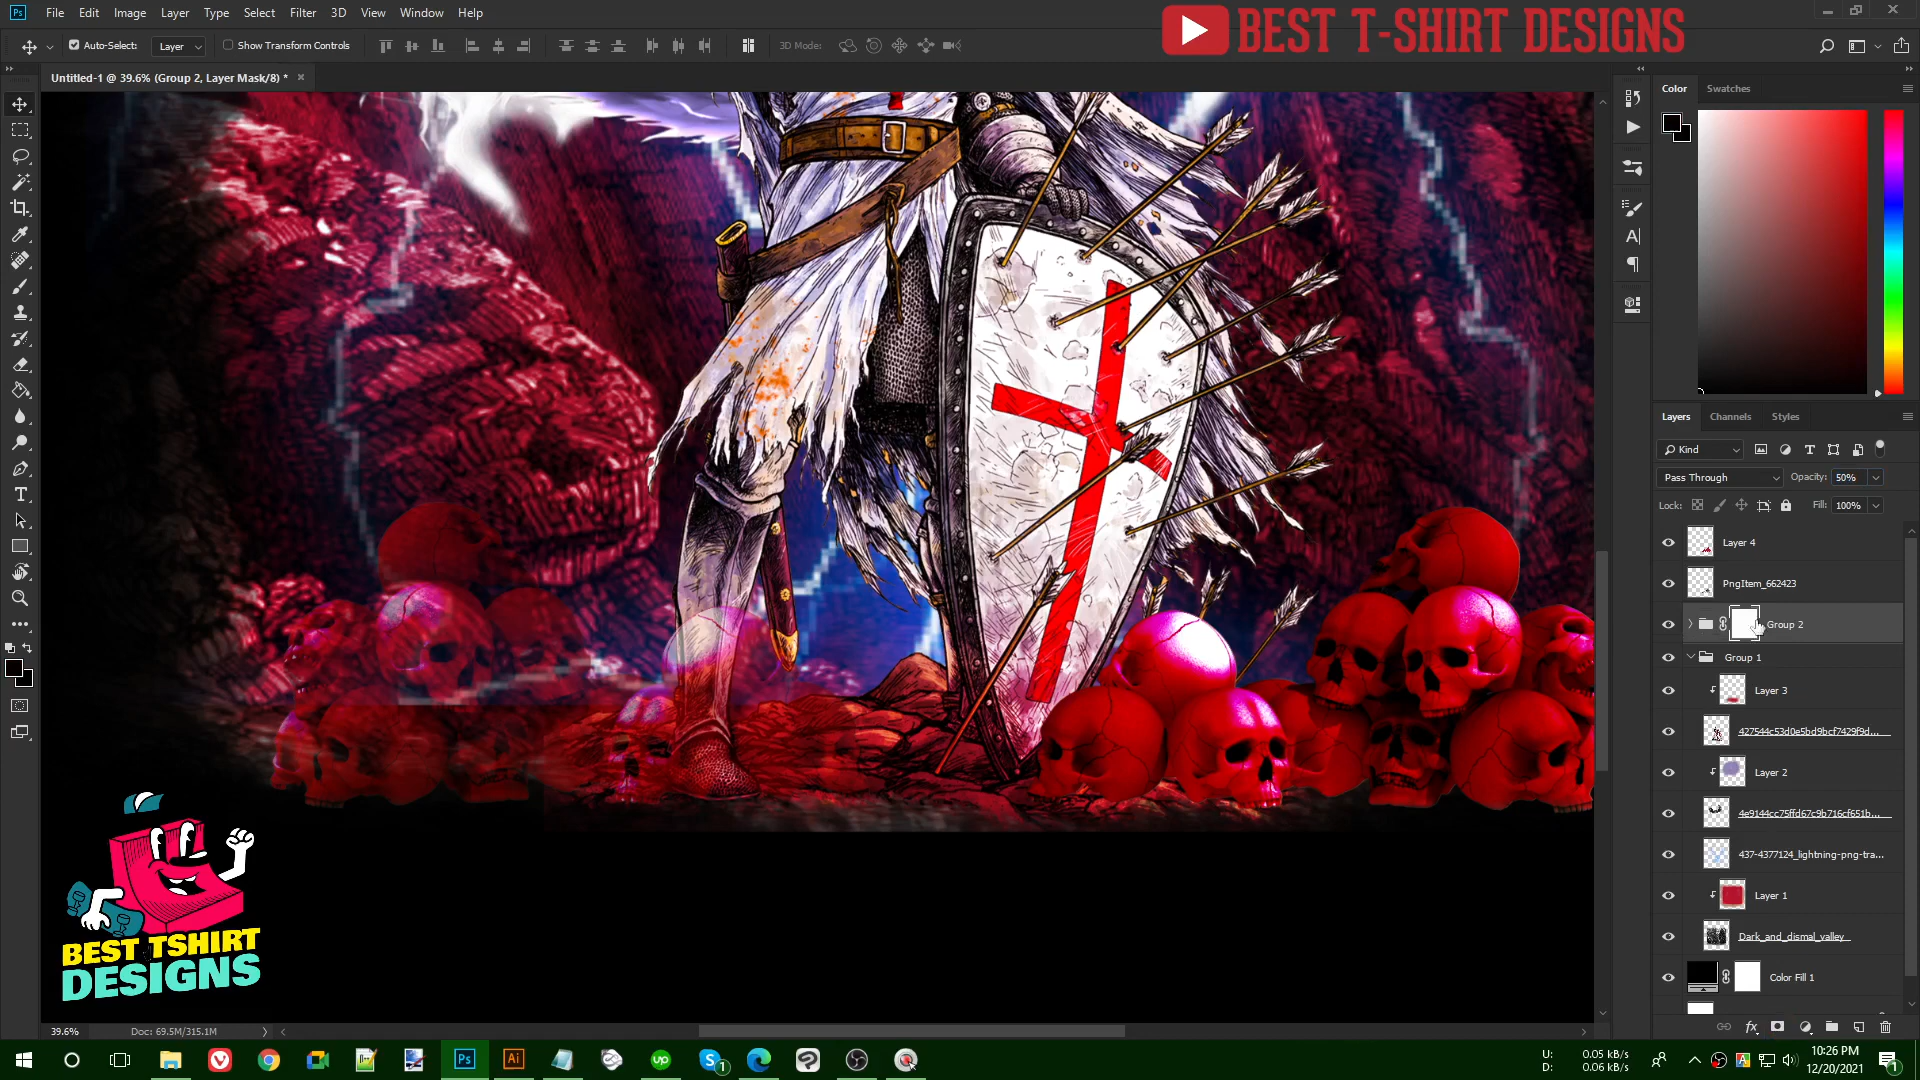 Ps
File Edit Image Layer Type Select Filter 3D View Window Help
BEST T-SHIRT DESIGNS
Auto-Select: Layer Show Transform Controls 3D Mode:
Untitled-1 @ 39.6% (Group 2, Layer Mask/8) *
Color Swatches
Layers Channels Styles
Kind
Pass Through Opacity: 50%
Lock: Fill: 100%
Layer 4
PngItem_662423
Group 2
Group 1
Layer 3
427544c53d0e5bd9bcf7429f9d...
Layer 2
4e9144cc75ffd67c9b716cf651b...
437-4377124_lightning-png-tra...
Layer 1
Dark_and_dismal_valley
Color Fill 1
BEST TSHIRT
DESIGNS
39.6% Doc: 69.5M/315.1M
Ps Ai up
U: 0.05 kB/s
D: 0.06 kB/s
10:26 PM
12/20/2021